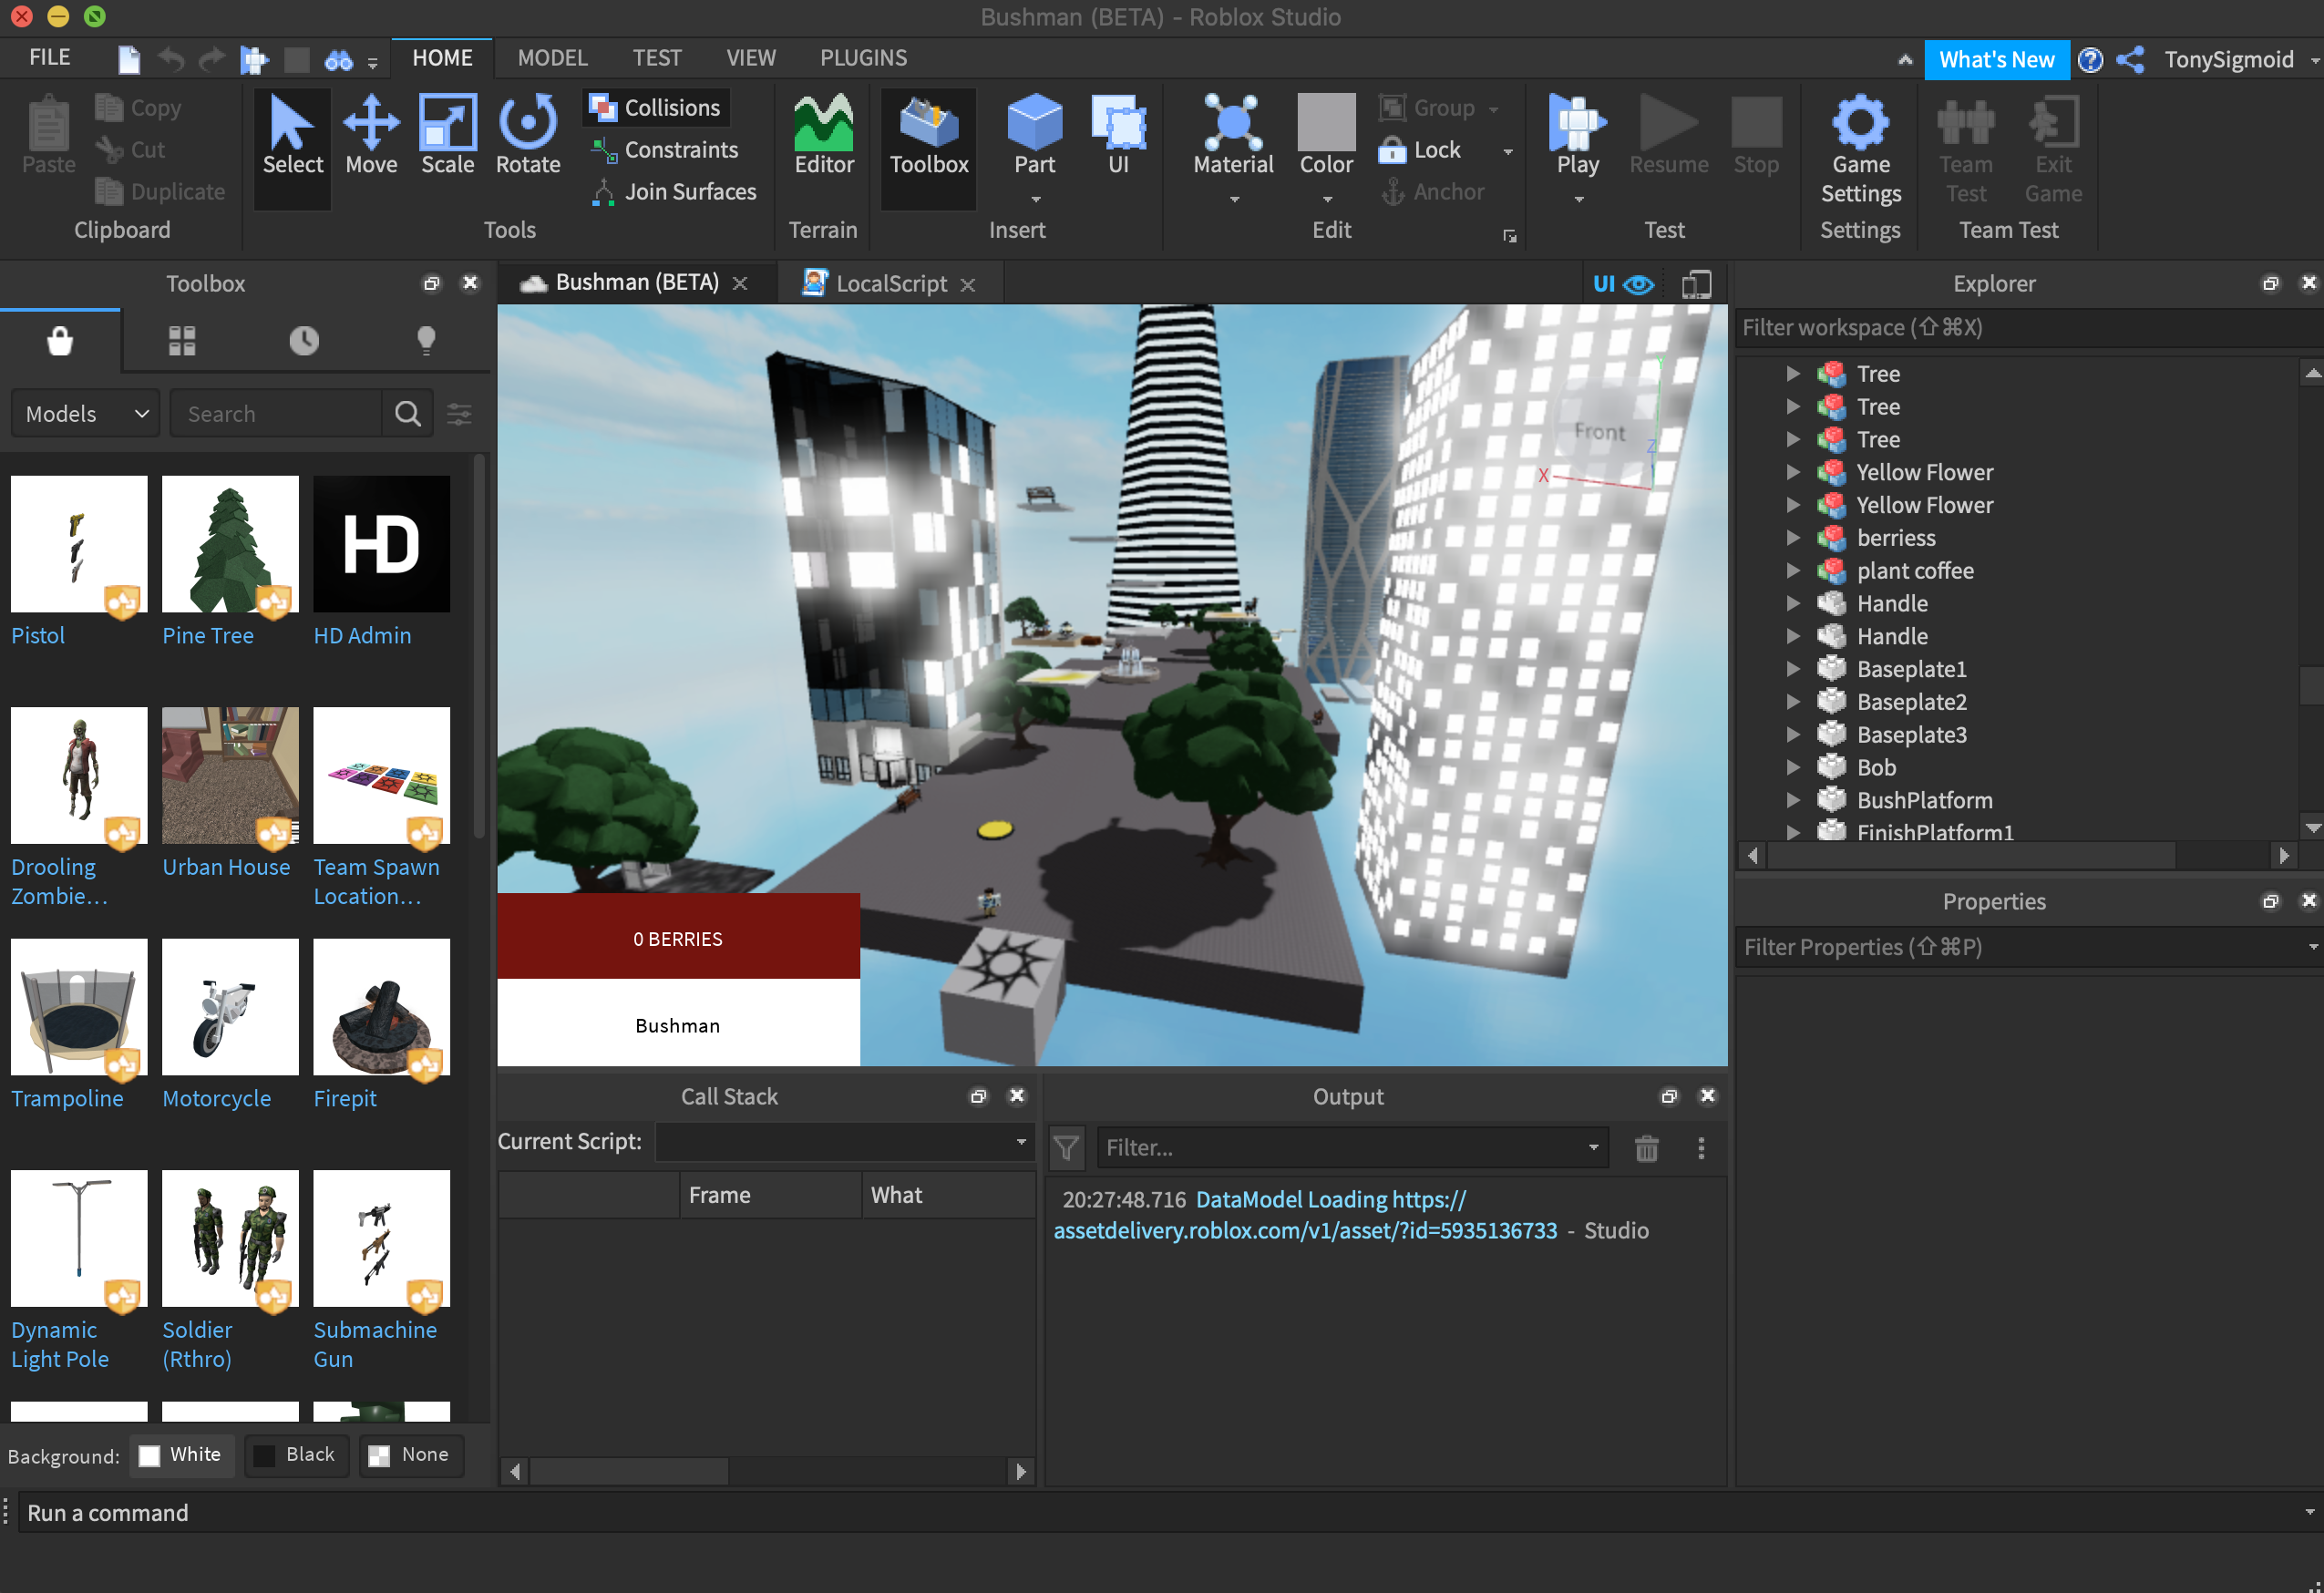 Bushman (BETA) - Roblox Studio
FILE
HOME
MODEL
TEST
VIEW
PLUGINS
What's New
TonySigmoid
Paste
Copy
Cut
Duplicate
Clipboard
Select
Move
Scale
Rotate
Collisions
Constraints
Join Surfaces
Tools
Editor
Terrain
Toolbox
Part
UI
Insert
Material
Color
Group
Lock
Anchor
Edit
Play
Resume
Stop
Test
Game
Settings
Settings
Team
Test
Exit
Game
Team Test
Toolbox
Models
Search
Pistol
Pine Tree
HD
HD Admin
Drooling
Zombie...
Urban House
Team Spawn
Location...
Trampoline
Motorcycle
Firepit
Dynamic
Light Pole
Soldier
(Rthro)
Submachine
Gun
Background:
White
Black
None
Bushman (BETA)
LocalScript
UI
Front
X
Z
Y
0 BERRIES
Bushman
Call Stack
Current Script:
Frame
What
Output
Filter...
20:27:48.716 DataModel Loading https://
assetdelivery.roblox.com/v1/asset/?id=5935136733 - Studio
Explorer
Filter workspace (⇧⌘X)
Tree
Tree
Tree
Yellow Flower
Yellow Flower
berriess
plant coffee
Handle
Handle
Baseplate1
Baseplate2
Baseplate3
Bob
BushPlatform
FinishPlatform1
Properties
Filter Properties (⇧⌘P)
Run a command